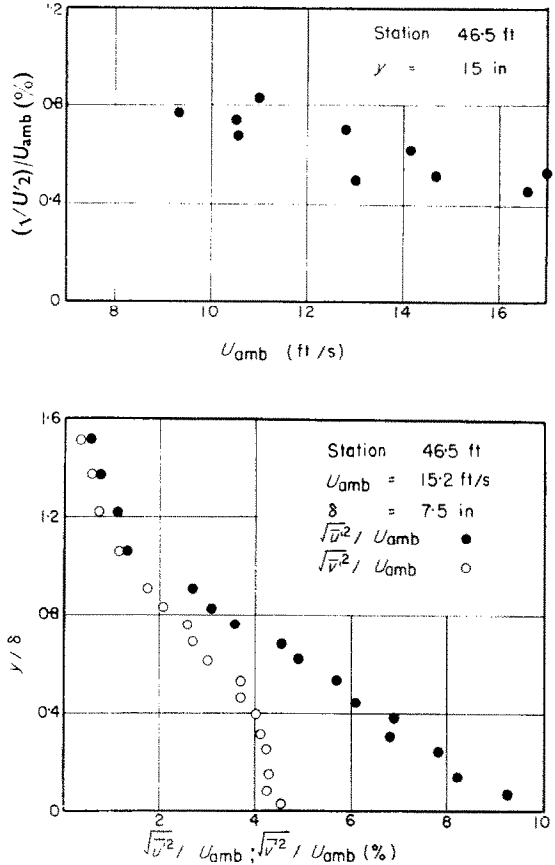 Station 46·5 ft
y = 15 in
(√U'2)/Uamb(%)
0·8
0·4
0
8 10 12 14 16
Uamb (ft/s)
1·6
1·2
0·8
0·4
0
Station 46·5 ft
Uamb = 15·2 ft/s
δ = 7·5 in
√u̅'² / Uamb ●
√v̅'² / Uamb ○
y/δ
2 4 6 8 10
√u̅'² / Uamb ; √v̅'² / Uamb (%)